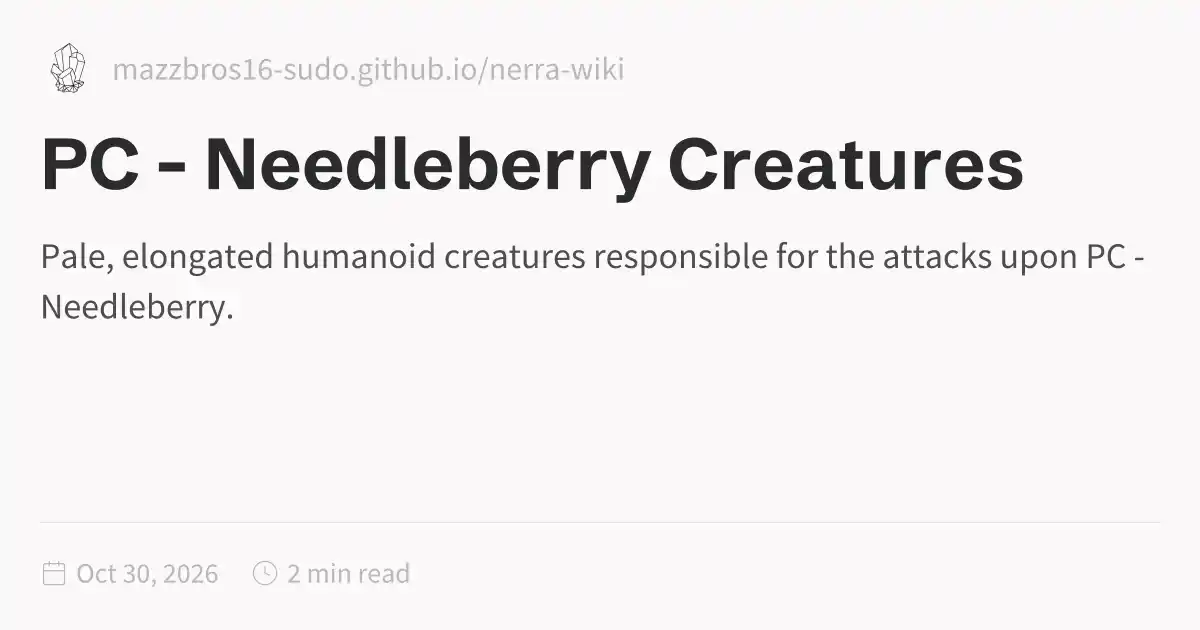 mazzbros16-sudo.github.io/nerra-wiki
PC - Needleberry Creatures
Pale, elongated humanoid creatures responsible for the attacks upon PC -
Needleberry.
Oct 30, 2026 2 min read